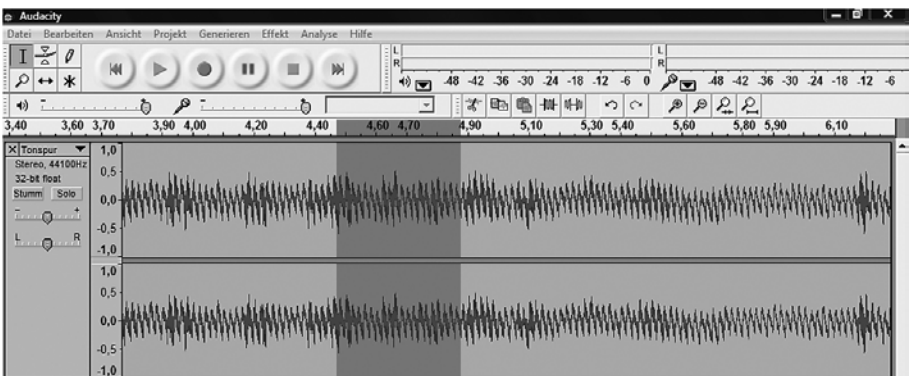 Audacity
Datei Bearbeiten Ansicht Projekt Generieren Effekt Analyse Hilfe
L
R
-48 -42 -36 -30 -24 -18 -12 -6 0
L
R
-48 -42 -36 -30 -24 -18 -12 -6
3,40 3,60 3,70 3,90 4,00 4,20 4,40 4,60 4,70 4,90 5,10 5,30 5,40 5,60 5,80 5,90 6,10
X Tonspur
Stereo, 44100Hz
32-bit float
Stumm Solo
- +
L R
1,0
0,5
0,0
-0,5
-1,0
1,0
0,5
0,0
-0,5
-1,0